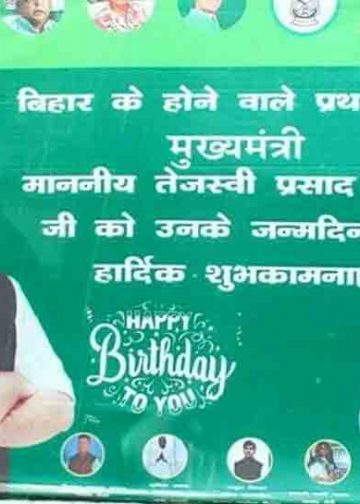 बिहार के होने वाले प्रथ
मुख्यमंत्री
माननीय तेजस्वी प्रसाद
जी को उनके जन्मदिन
हार्दिक शुभकामना
HAPPY
Birthday
TO YOU